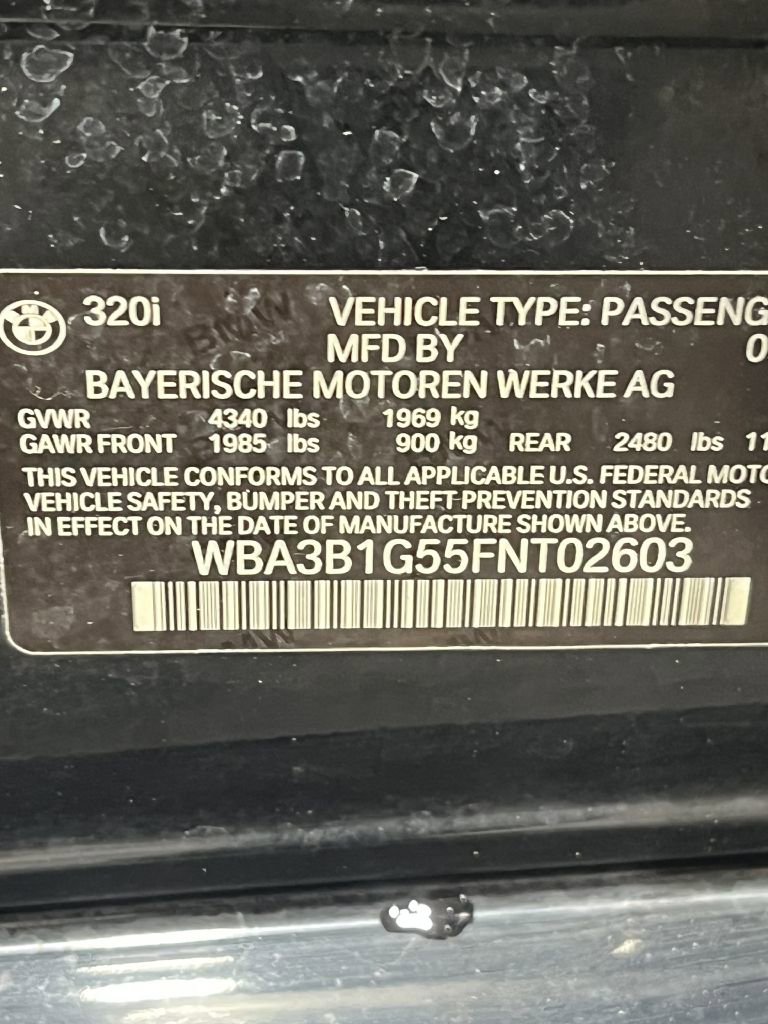 320i VEHICLE TYPE: PASSENG
MFD BY 0
BAYERISCHE MOTOREN WERKE AG
GVWR 4340 lbs 1969 kg
GAWR FRONT 1985 lbs 900 kg REAR 2480 lbs 11
THIS VEHICLE CONFORMS TO ALL APPLICABLE U.S. FEDERAL MOTO
VEHICLE SAFETY, BUMPER AND THEFT PREVENTION STANDARDS
IN EFFECT ON THE DATE OF MANUFACTURE SHOWN ABOVE.
WBA3B1G55FNT02603